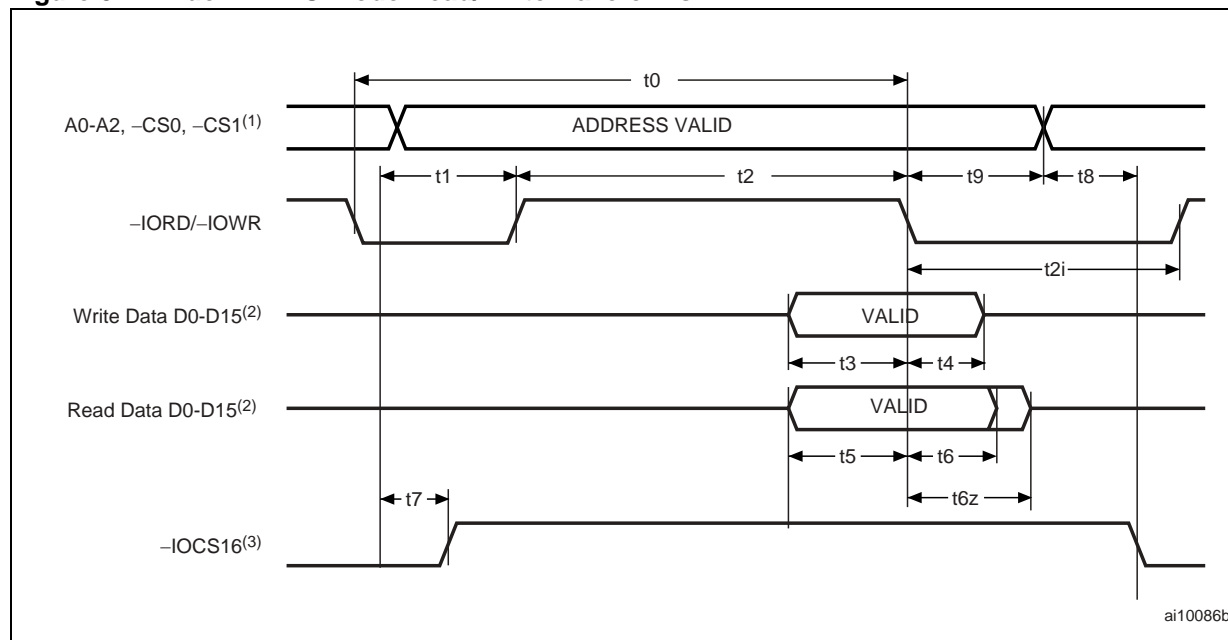 t0
A0-A2, –CS0, –CS1(1)
ADDRESS VALID
t1
t2
t9
t8
–IORD/–IOWR
t2i
Write Data D0-D15(2)
VALID
t3
t4
Read Data D0-D15(2)
VALID
t5
t6
t7
t6z
–IOCS16(3)
ai10086b